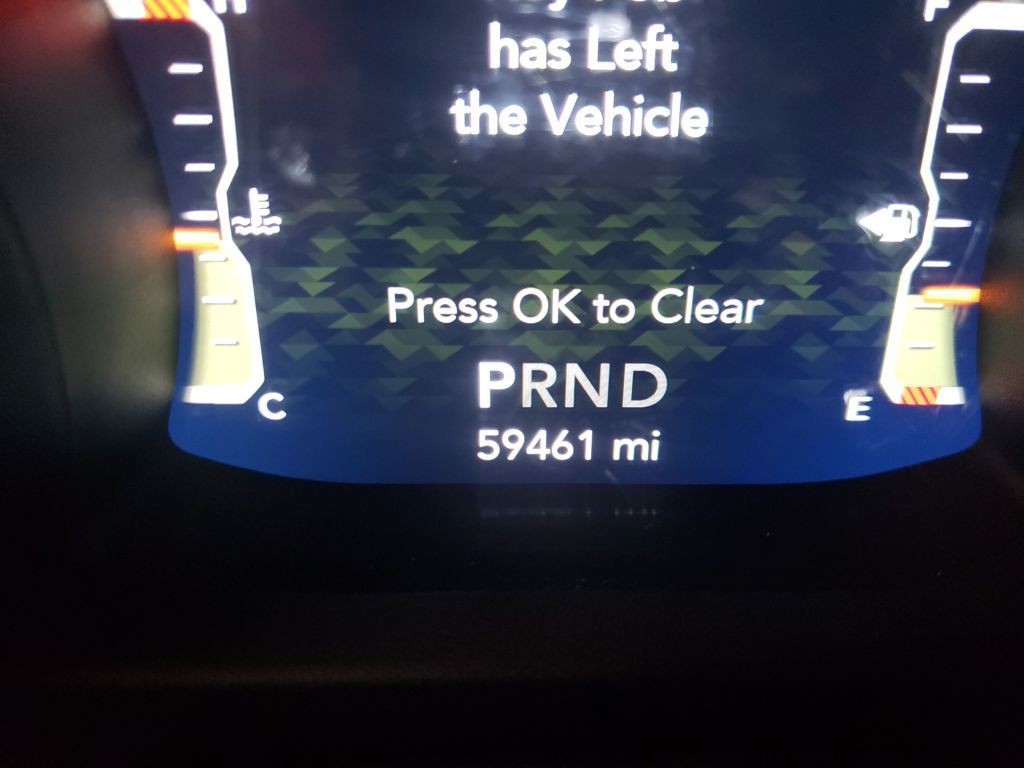 H
F
has Left
the Vehicle
Press OK to Clear
PRND
C
E
59461 mi